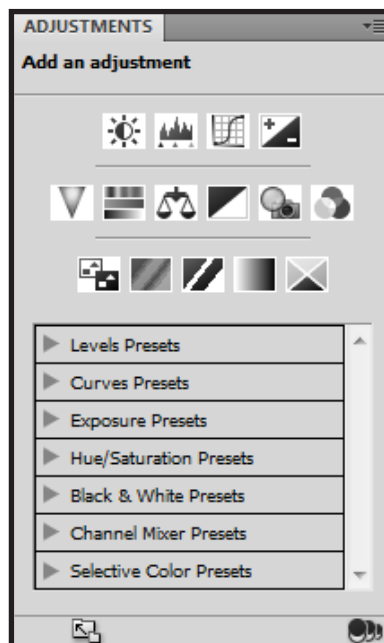 ADJUSTMENTS
Add an adjustment
Levels Presets
Curves Presets
Exposure Presets
Hue/Saturation Presets
Black & White Presets
Channel Mixer Presets
Selective Color Presets